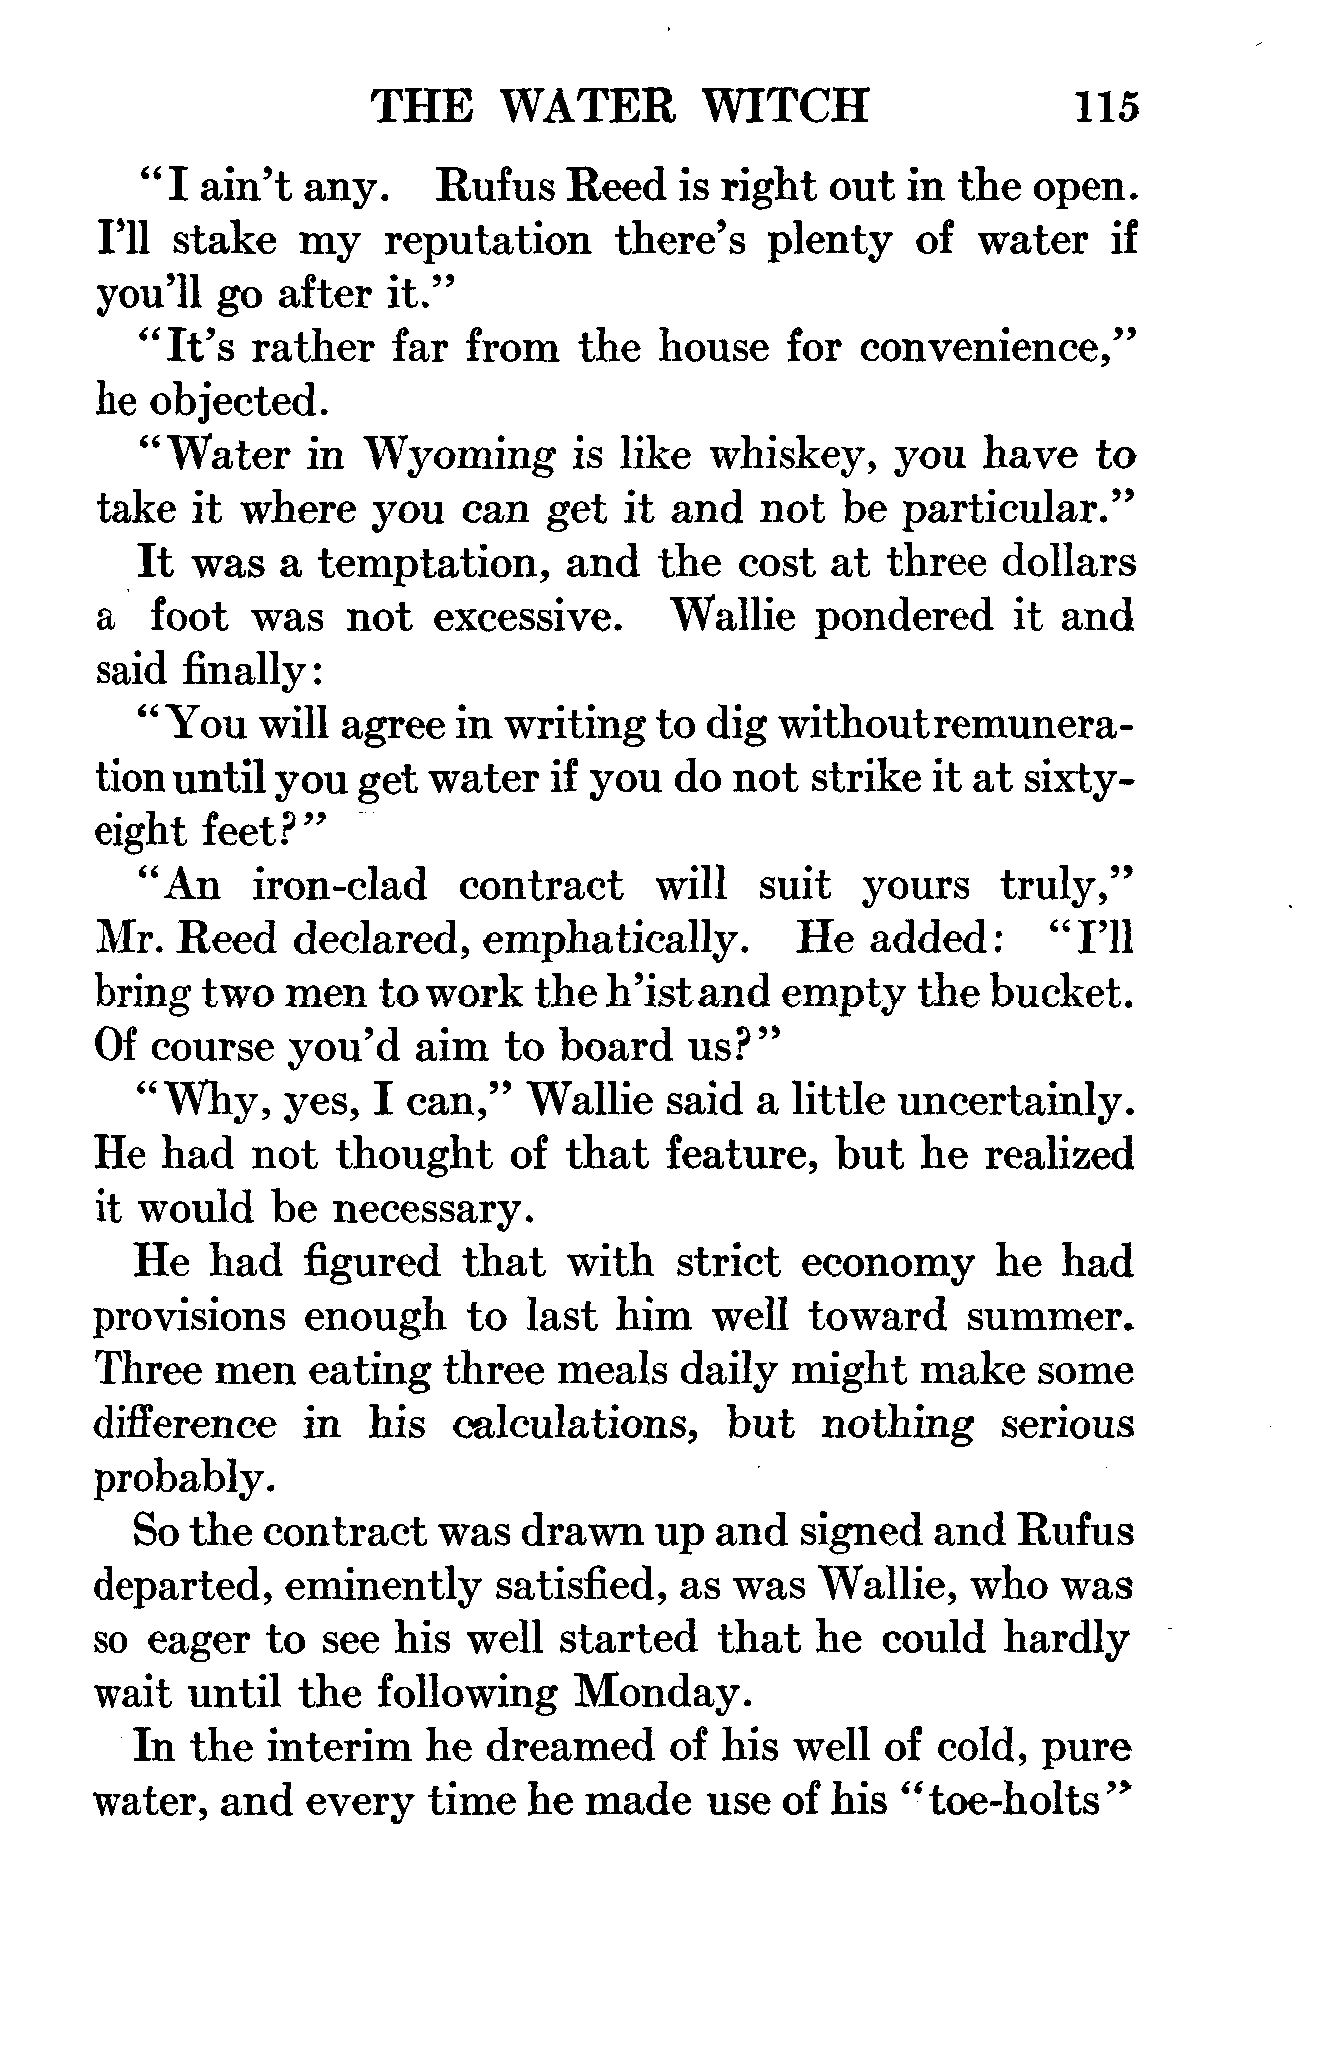 THE WATER WITCH 115
"I ain't any. Rufus Reed is right out in the open.
I'll stake my reputation there's plenty of water if
you'll go after it."
"It's rather far from the house for convenience,"
he objected.
"Water in Wyoming is like whiskey, you have to
take it where you can get it and not be particular."
It was a temptation, and the cost at three dollars
a foot was not excessive. Wallie pondered it and
said finally:
"You will agree in writing to dig without remunera-
tion until you get water if you do not strike it at sixty-
eight feet?"
"An iron-clad contract will suit yours truly,"
Mr. Reed declared, emphatically. He added: "I'll
bring two men to work the h'ist and empty the bucket.
Of course you'd aim to board us?"
"Why, yes, I can," Wallie said a little uncertainly.
He had not thought of that feature, but he realized
it would be necessary.
He had figured that with strict economy he had
provisions enough to last him well toward summer.
Three men eating three meals daily might make some
difference in his calculations, but nothing serious
probably.
So the contract was drawn up and signed and Rufus
departed, eminently satisfied, as was Wallie, who was
so eager to see his well started that he could hardly
wait until the following Monday.
In the interim he dreamed of his well of cold, pure
water, and every time he made use of his "toe-holts"